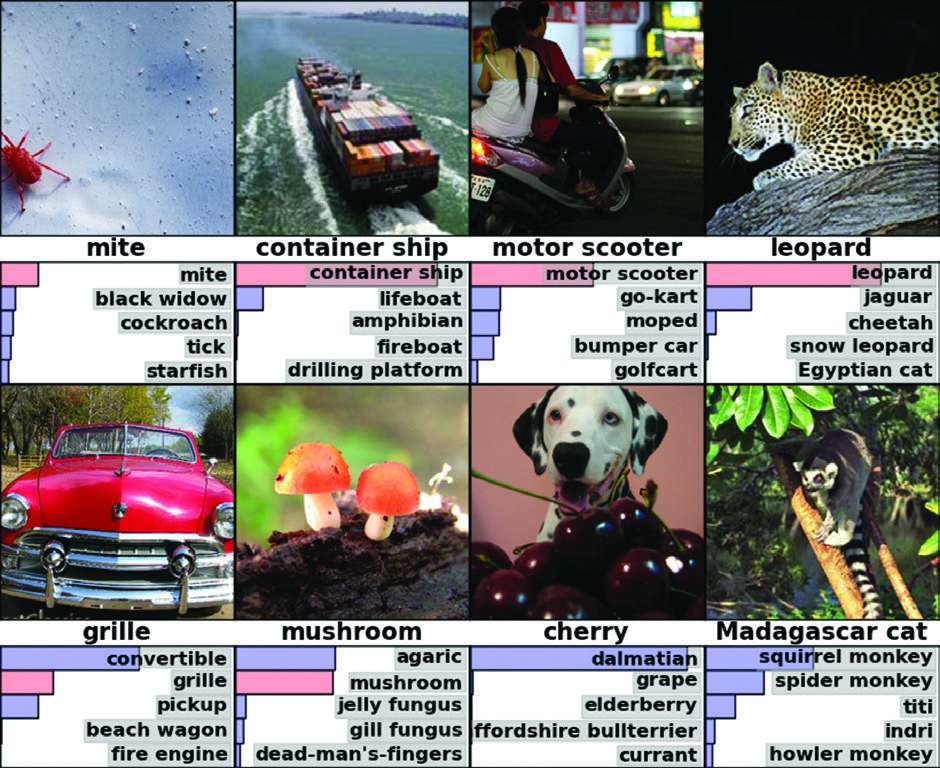 T-128
mite
container ship
motor scooter
leopard
mite
black widow
cockroach
tick
starfish
container ship
lifeboat
amphibian
fireboat
drilling platform
motor scooter
go-kart
moped
bumper car
golfcart
leopard
jaguar
cheetah
snow leopard
Egyptian cat
grille
mushroom
cherry
Madagascar cat
convertible
grille
pickup
beach wagon
fire engine
agaric
mushroom
jelly fungus
gill fungus
dead-man's-fingers
dalmatian
grape
elderberry
ffordshire bullterrier
currant
squirrel monkey
spider monkey
titi
indri
howler monkey